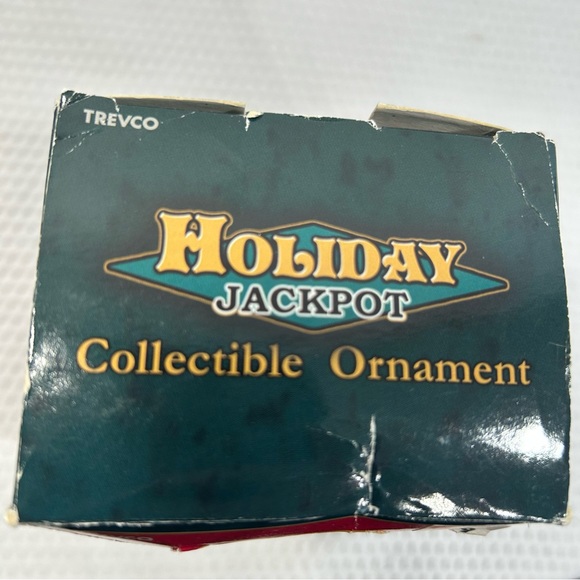 TREVCO
HOLIDAY
JACKPOT
Collectible Ornament